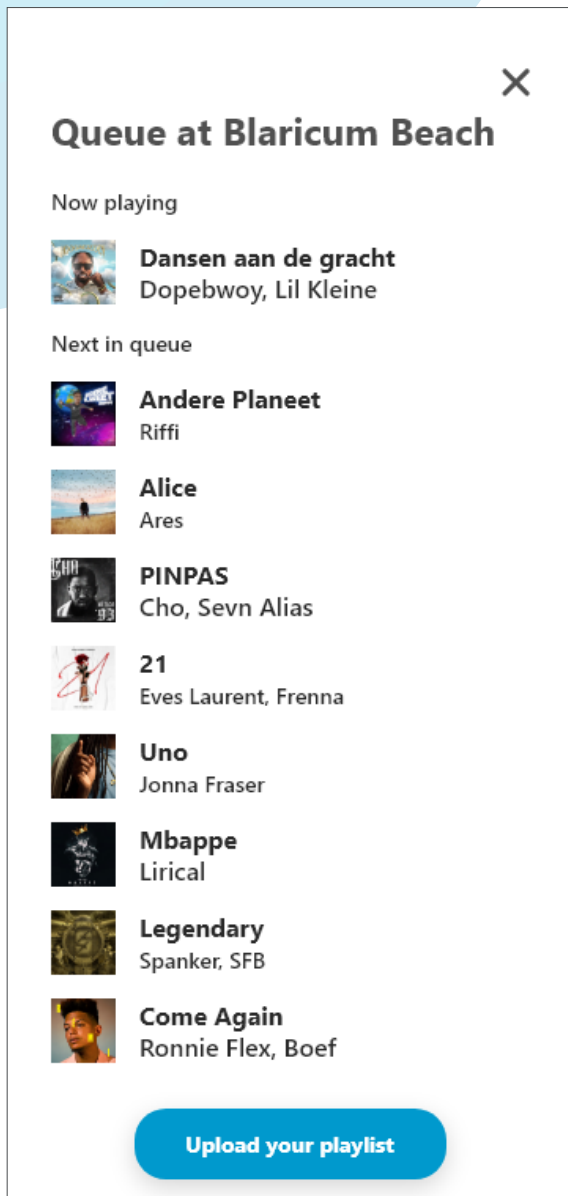 Queue at Blaricum Beach
Now playing
Dansen aan de gracht
Dopebwoy, Lil Kleine
Next in queue
Andere Planeet
Riffi
Alice
Ares
PINPAS
Cho, Sevn Alias
21
Eves Laurent, Frenna
Uno
Jonna Fraser
Mbappe
Lirical
Legendary
Spanker, SFB
Come Again
Ronnie Flex, Boef
Upload your playlist